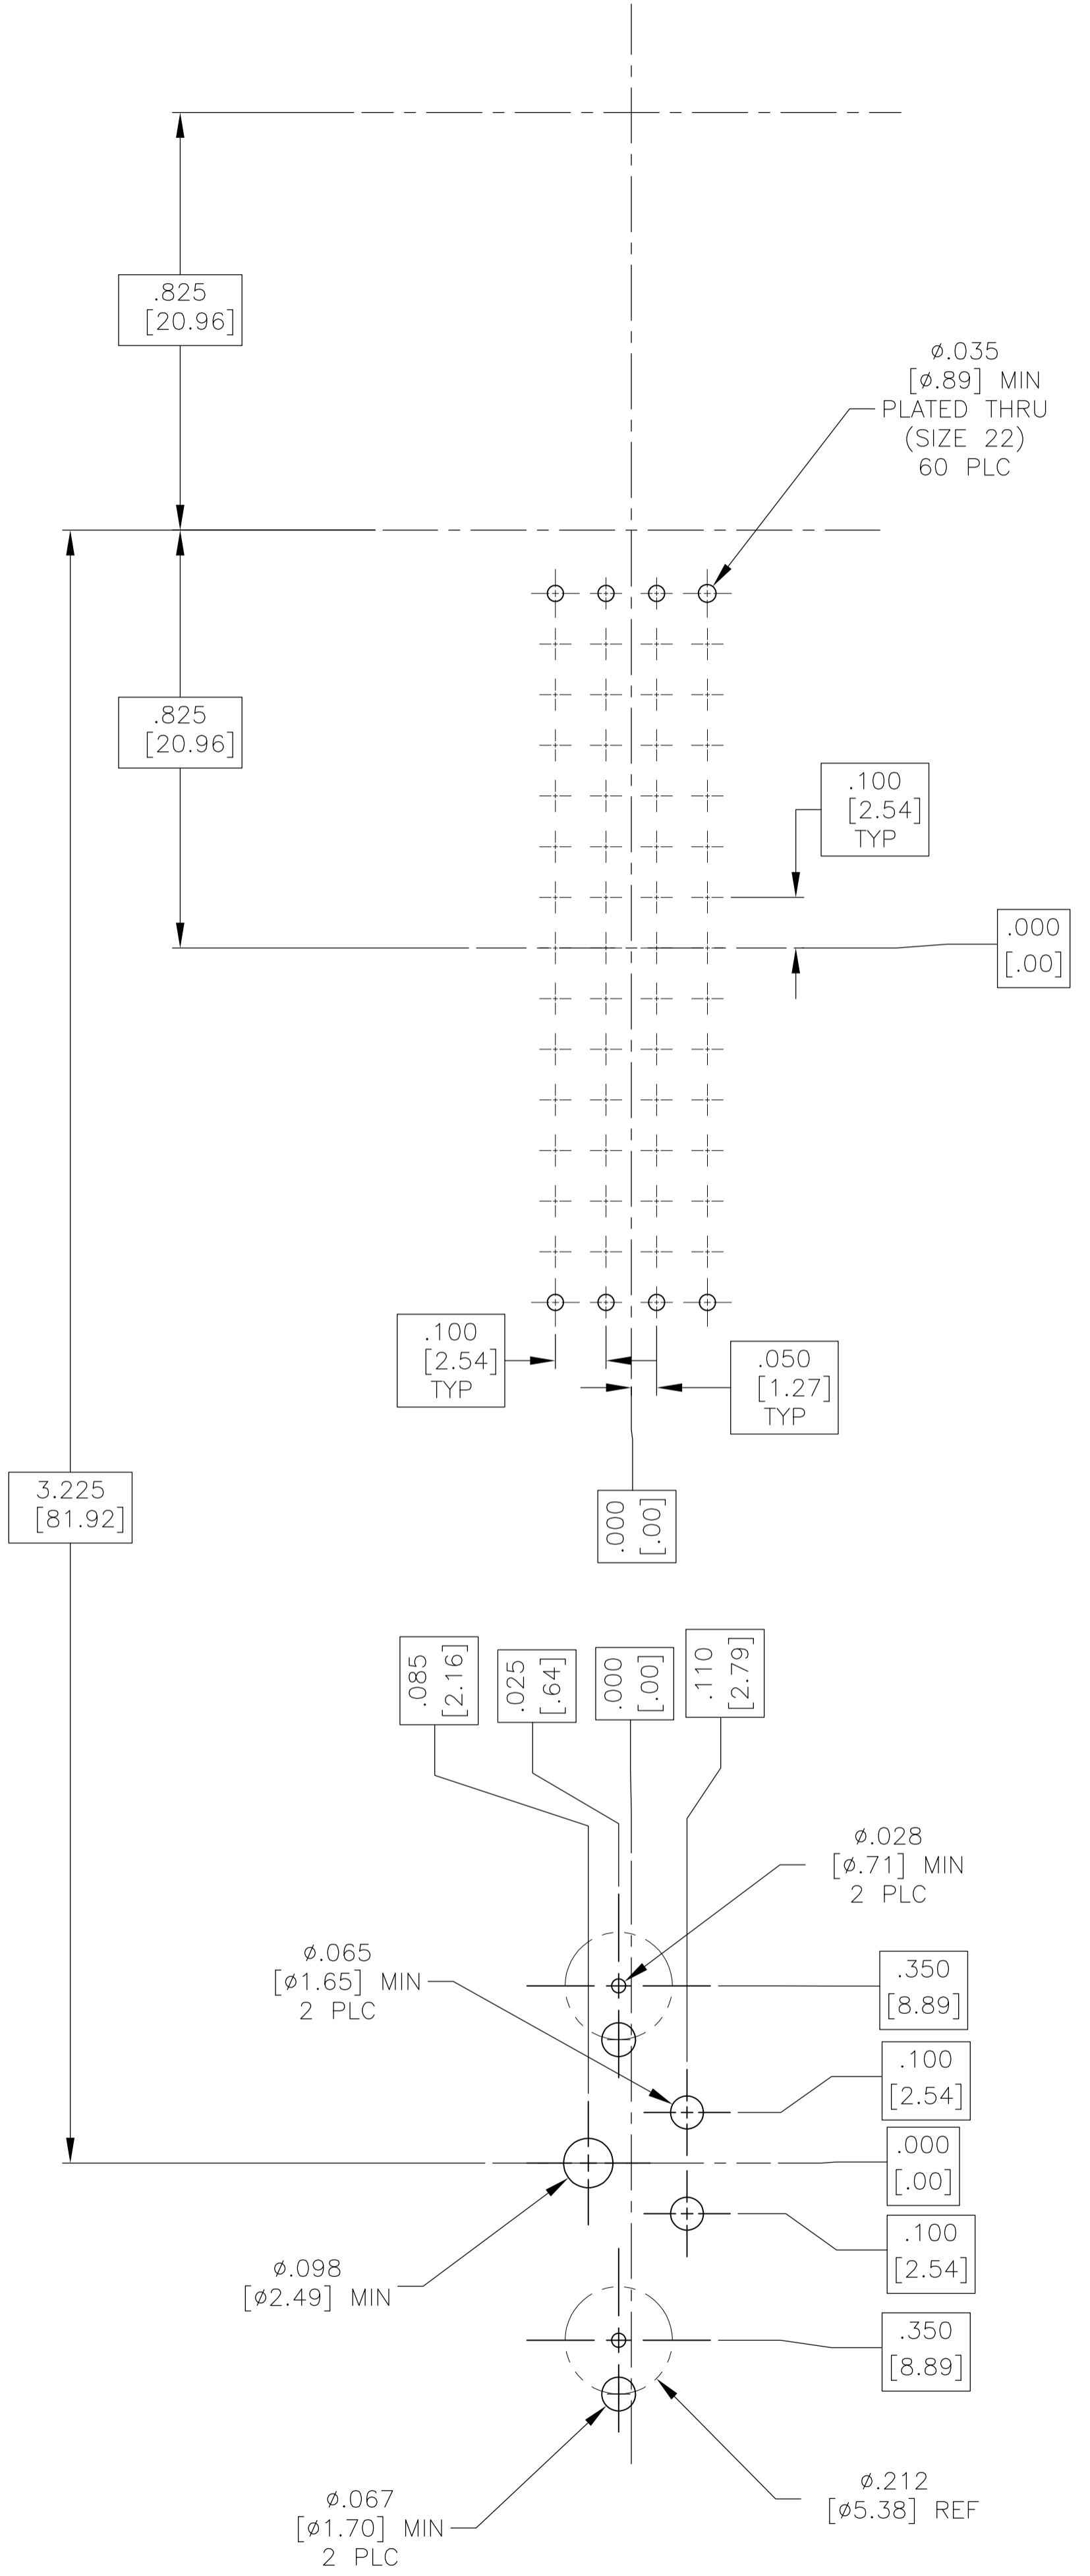 .825
[20.96]
ø.035
[ø.89] MIN
PLATED THRU
(SIZE 22)
60 PLC
.825
[20.96]
.100
[2.54]
TYP
.000
[.00]
.100
[2.54]
TYP
.050
[1.27]
TYP
3.225
[81.92]
.000
[.00]
.085
[2.16]
.025
[.64]
.000
[.00]
.110
[2.79]
ø.028
[ø.71] MIN
2 PLC
ø.065
[ø1.65] MIN
2 PLC
.350
[8.89]
.100
[2.54]
.000
[.00]
.100
[2.54]
ø.098
[ø2.49] MIN
.350
[8.89]
ø.212
[ø5.38] REF
ø.067
[ø1.70] MIN
2 PLC